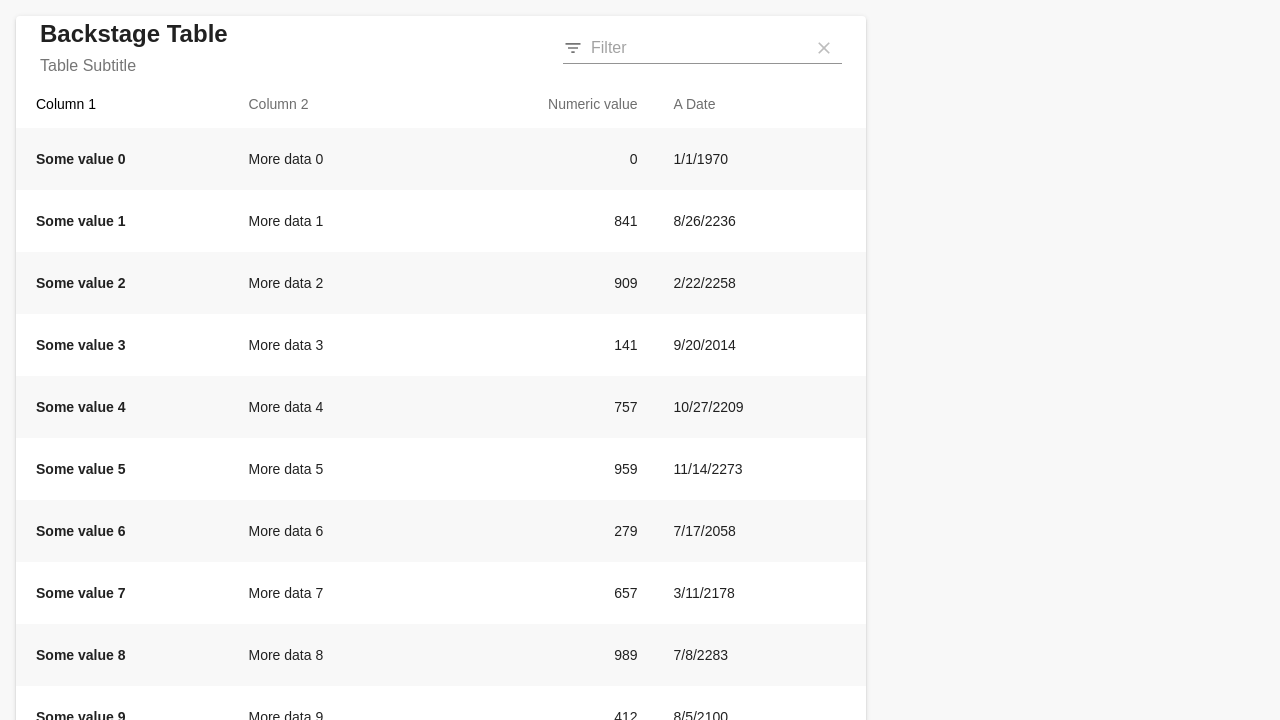 Backstage Table
Table Subtitle
Filter
Column 1 Column 2 Numeric value A Date
Some value 0 More data 0 0 1/1/1970
Some value 1 More data 1 841 8/26/2236
Some value 2 More data 2 909 2/22/2258
Some value 3 More data 3 141 9/20/2014
Some value 4 More data 4 757 10/27/2209
Some value 5 More data 5 959 11/14/2273
Some value 6 More data 6 279 7/17/2058
Some value 7 More data 7 657 3/11/2178
Some value 8 More data 8 989 7/8/2283
Some value 9 More data 9 412 8/5/2100